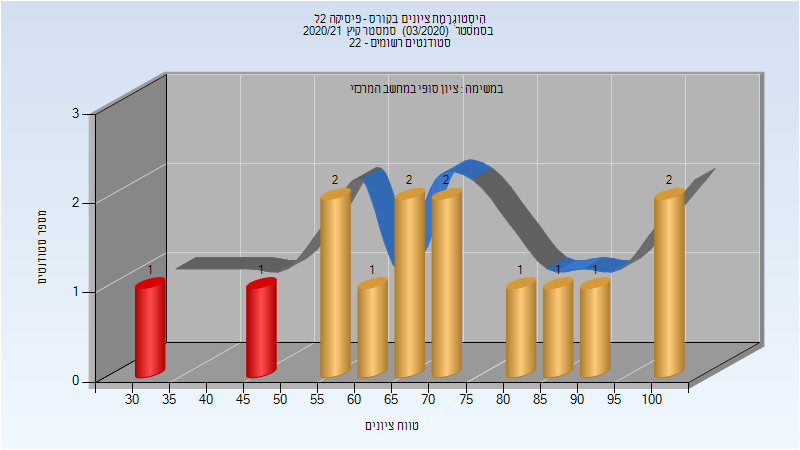 היסטוגרמת ציונים בקורס - פיסיקה 2ל
בסמסטר (03/2020) סמסטר קיץ 2020/21
סטודנטים רשומים - 22
במשימה : ציון סופי במחשב המרכזי
מספר סטודנטים
3
2
1
0
1 1 2 1 2 2 1 1 1 2
30 35 40 45 50 55 60 65 70 75 80 85 90 95 100
טווח ציונים